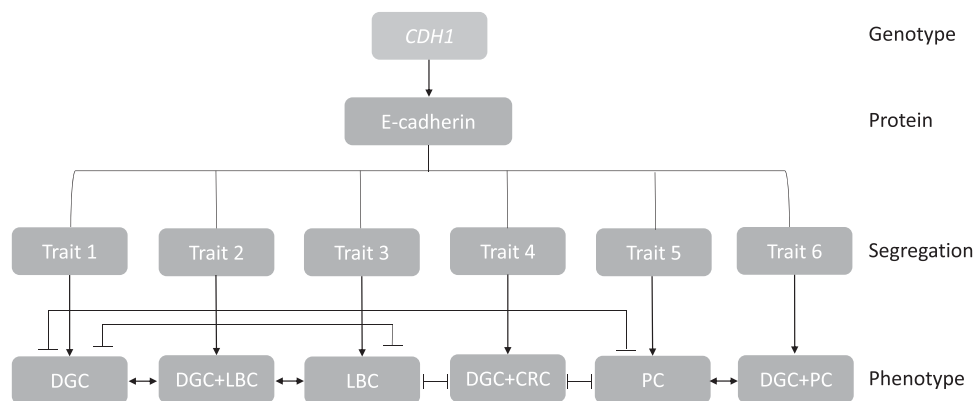 CDH1
Genotype
E-cadherin
Protein
Trait 1 Trait 2 Trait 3 Trait 4 Trait 5 Trait 6
Segregation
DGC DGC+LBC LBC DGC+CRC PC DGC+PC
Phenotype